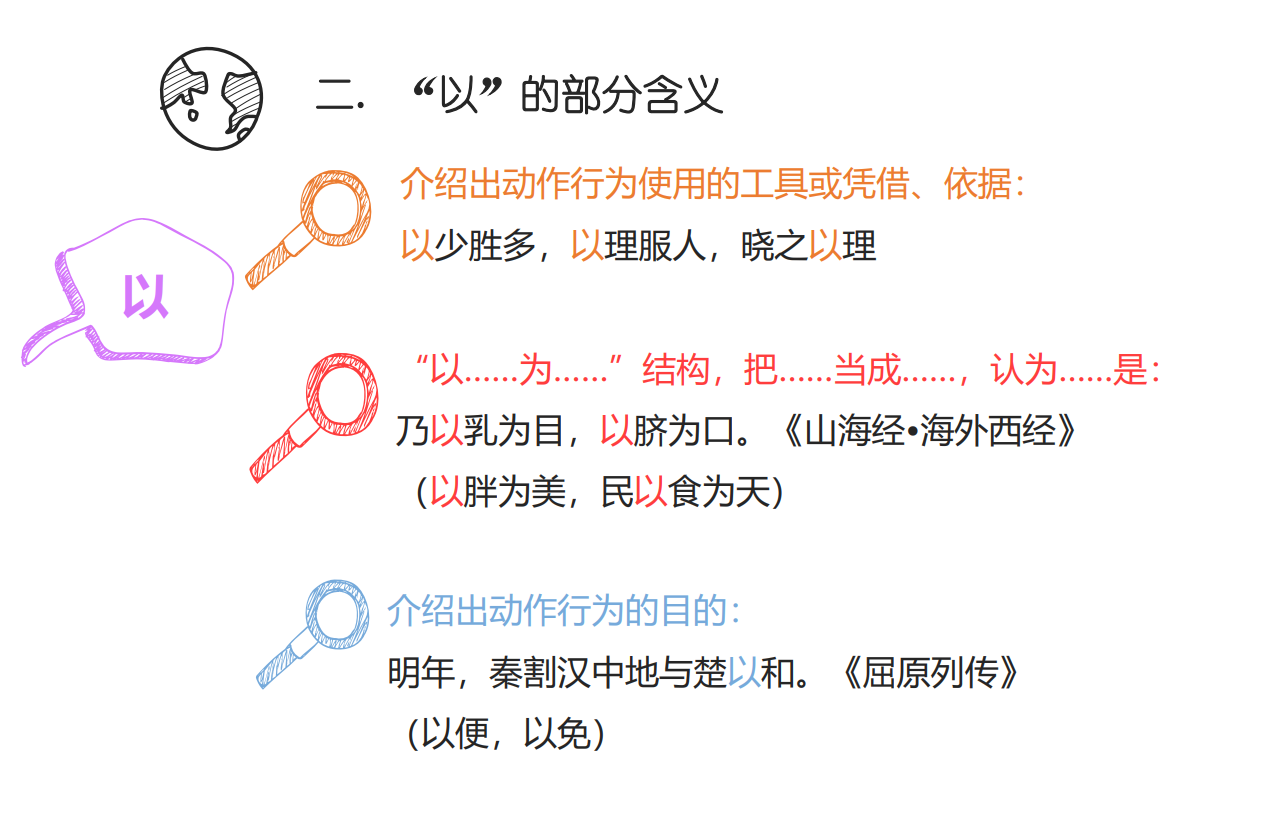 二. “以”的部分含义
介绍出动作行为使用的工具或凭借、依据：
以少胜多，以理服人，晓之以理
以
“以……为……”结构，把……当成……，认为……是：
乃以乳为目，以脐为口。《山海经•海外西经》
（以胖为美，民以食为天）
介绍出动作行为的目的：
明年，秦割汉中地与楚以和。《屈原列传》
（以便，以免）